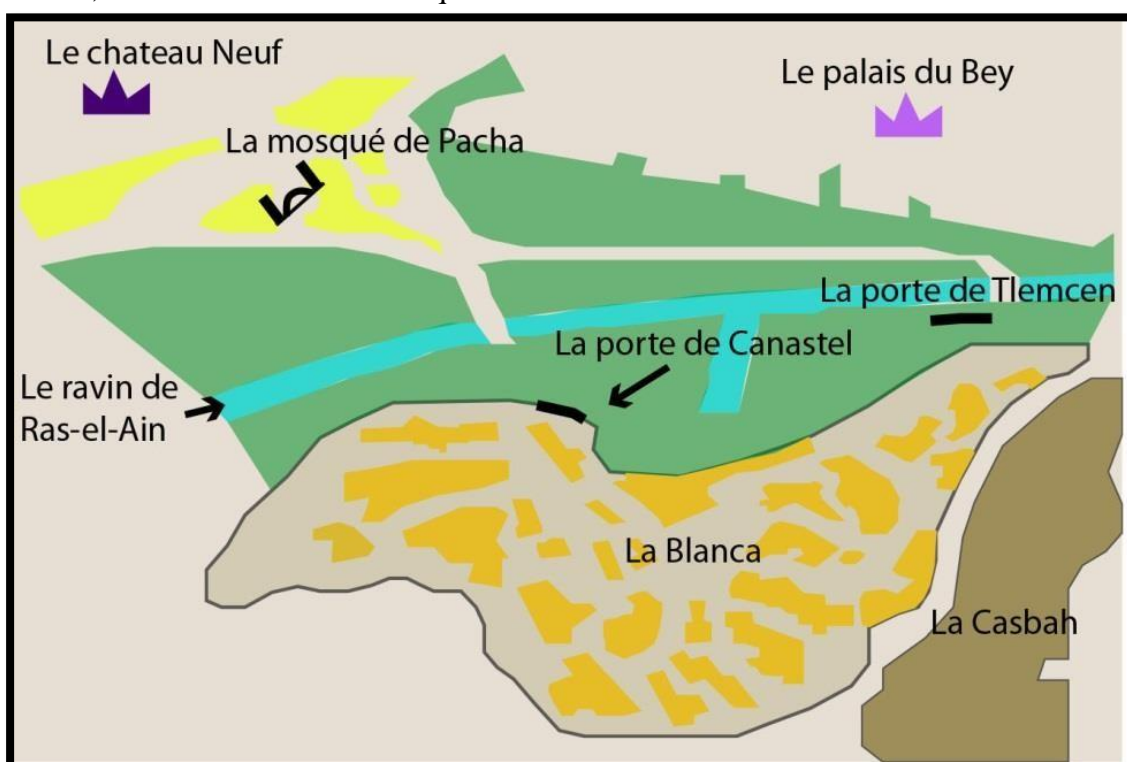 Le chateau Neuf
Le palais du Bey
La mosqué de Pacha
La porte de Tlemcen
La porte de Canastel
Le ravin de
Ras-el-Ain
La Blanca
La Casbah